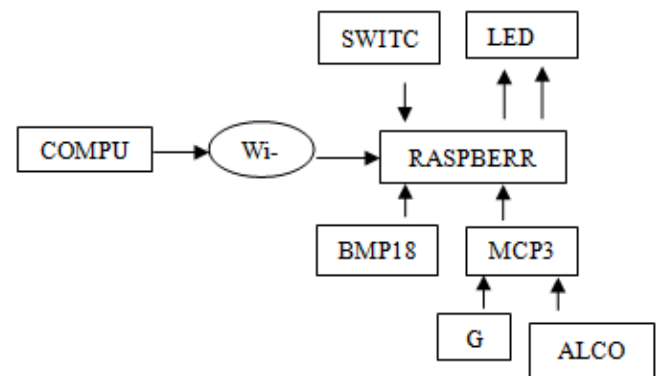 SWITC
LED
COMPU
Wi-
RASPBERR
BMP18
MCP3
G
ALCO